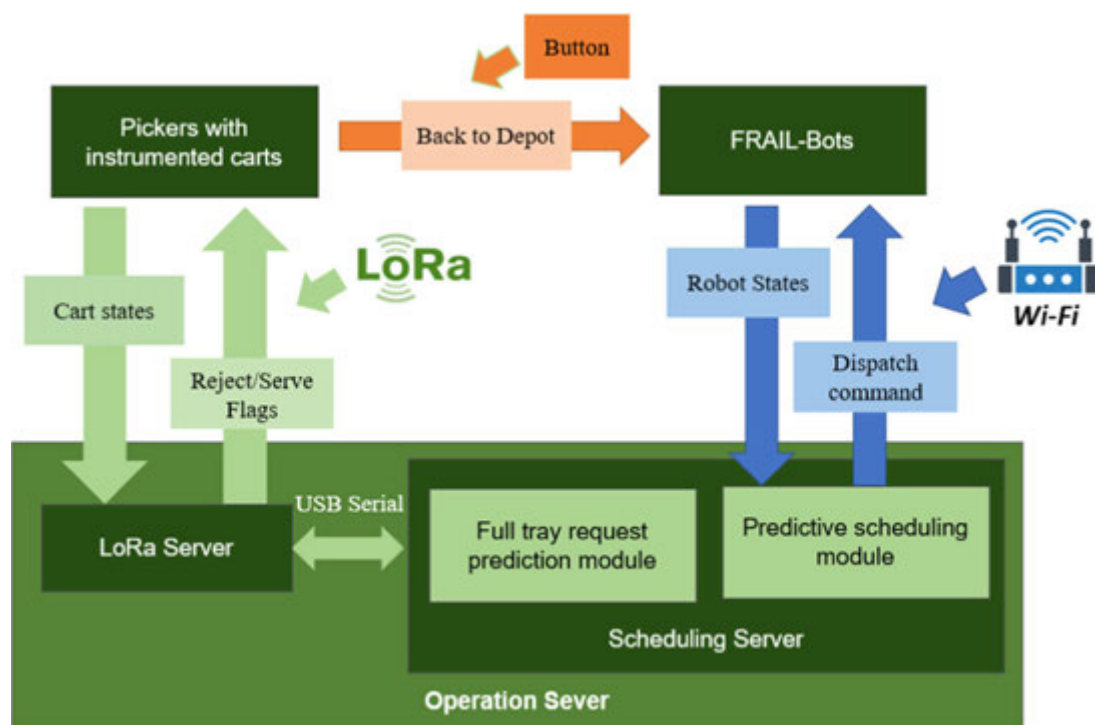 Button
Pickers with
instrumented carts
Back to Depot
FRAIL-Bots
LoRa
Wi-Fi
Cart states
Robot States
Reject/Serve
Flags
Dispatch
command
USB Serial
LoRa Server
Full tray request
prediction module
Predictive scheduling
module
Scheduling Server
Operation Sever